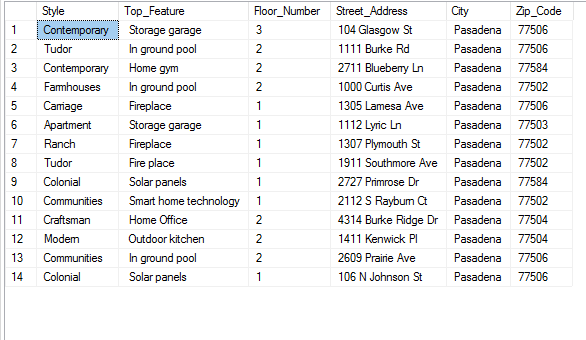 Style Top_Feature Floor_Number Street_Address City Zip_Code
1 Contemporary Storage garage 3 104 Glasgow St Pasadena 77506
2 Tudor In ground pool 2 1111 Burke Rd Pasadena 77506
3 Contemporary Home gym 2 2711 Blueberry Ln Pasadena 77584
4 Farmhouses In ground pool 2 1000 Curtis Ave Pasadena 77502
5 Carriage Fireplace 1 1305 Lamesa Ave Pasadena 77506
6 Apartment Storage garage 1 1112 Lyric Ln Pasadena 77503
7 Ranch Fireplace 1 1307 Plymouth St Pasadena 77502
8 Tudor Fire place 1 1911 Southmore Ave Pasadena 77502
9 Colonial Solar panels 1 2727 Primrose Dr Pasadena 77584
10 Communities Smart home technology 1 2112 S Rayburn Ct Pasadena 77502
11 Craftsman Home Office 2 4314 Burke Ridge Dr Pasadena 77504
12 Modern Outdoor kitchen 2 1411 Kenwick Pl Pasadena 77504
13 Communities In ground pool 2 2609 Prairie Ave Pasadena 77506
14 Colonial Solar panels 1 106 N Johnson St Pasadena 77506